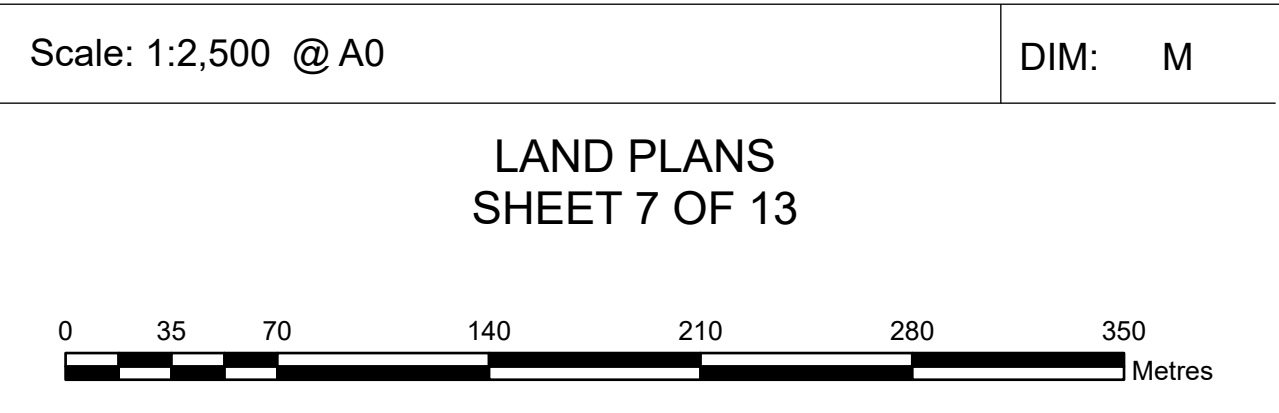 Scale: 1:2,500 @ A0
DIM: M
LAND PLANS
SHEET 7 OF 13
0 35 70 140 210 280 350
Metres